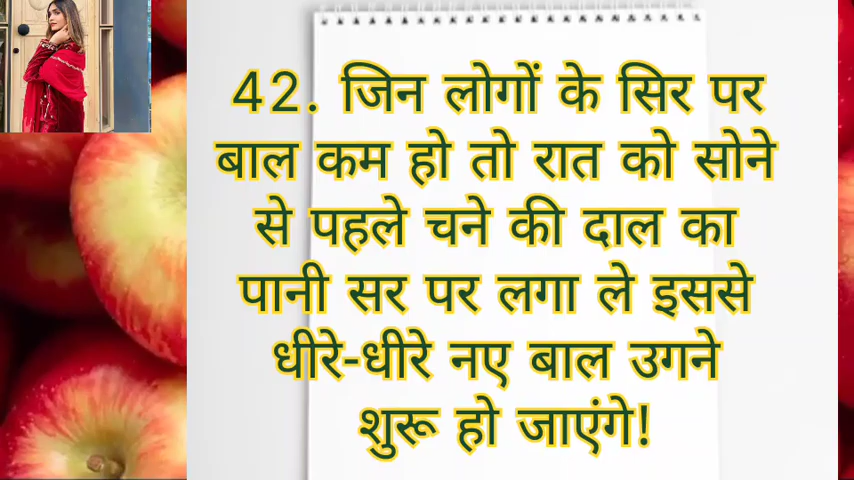 42. जिन लोगों के सिर पर
बाल कम हो तो रात को सोने
से पहले चने की दाल का
पानी सर पर लगा ले इससे
धीरे-धीरे नए बाल उगने
शुरू हो जाएंगे!